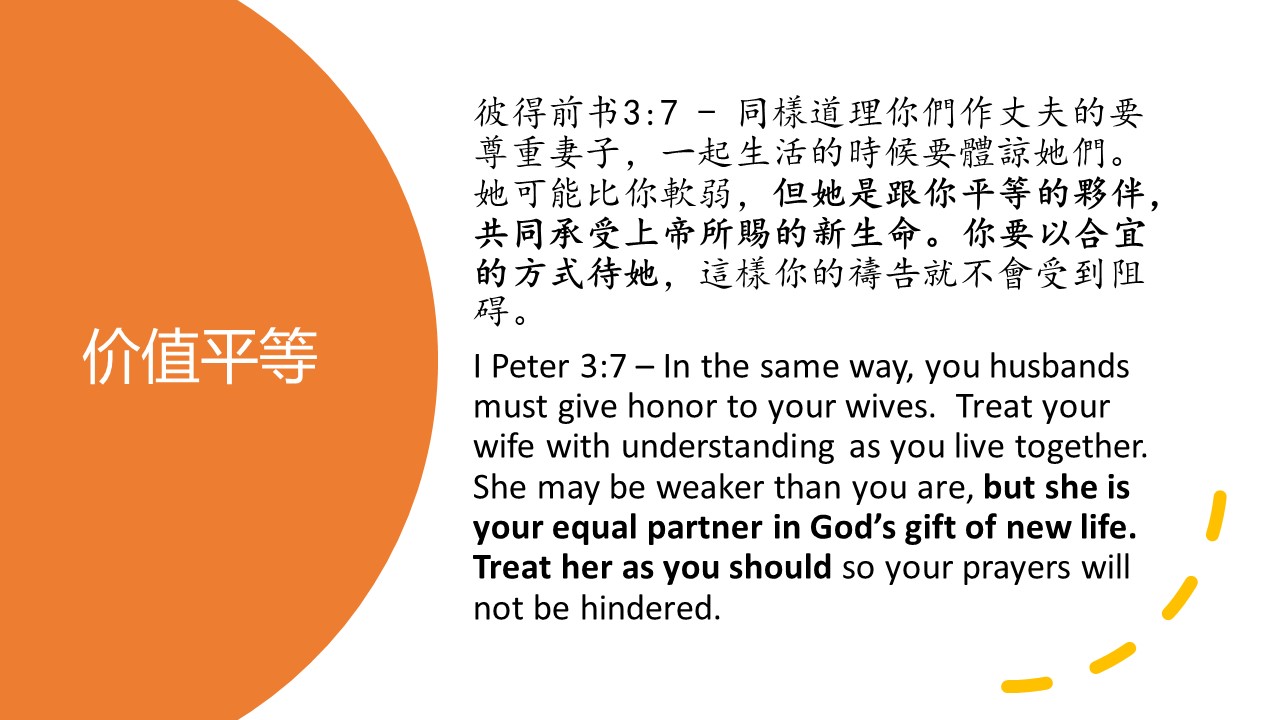 价值平等
彼得前书3:7 – 同樣道理你們作丈夫的要
尊重妻子，一起生活的時候要體諒她們。
她可能比你軟弱，但她是跟你平等的夥伴，
共同承受上帝所賜的新生命。你要以合宜
的方式待她，這樣你的禱告就不會受到阻
碍。
I Peter 3:7 – In the same way, you husbands
must give honor to your wives.  Treat your
wife with understanding as you live together.
She may be weaker than you are, but she is
your equal partner in God’s gift of new life.
Treat her as you should so your prayers will
not be hindered.